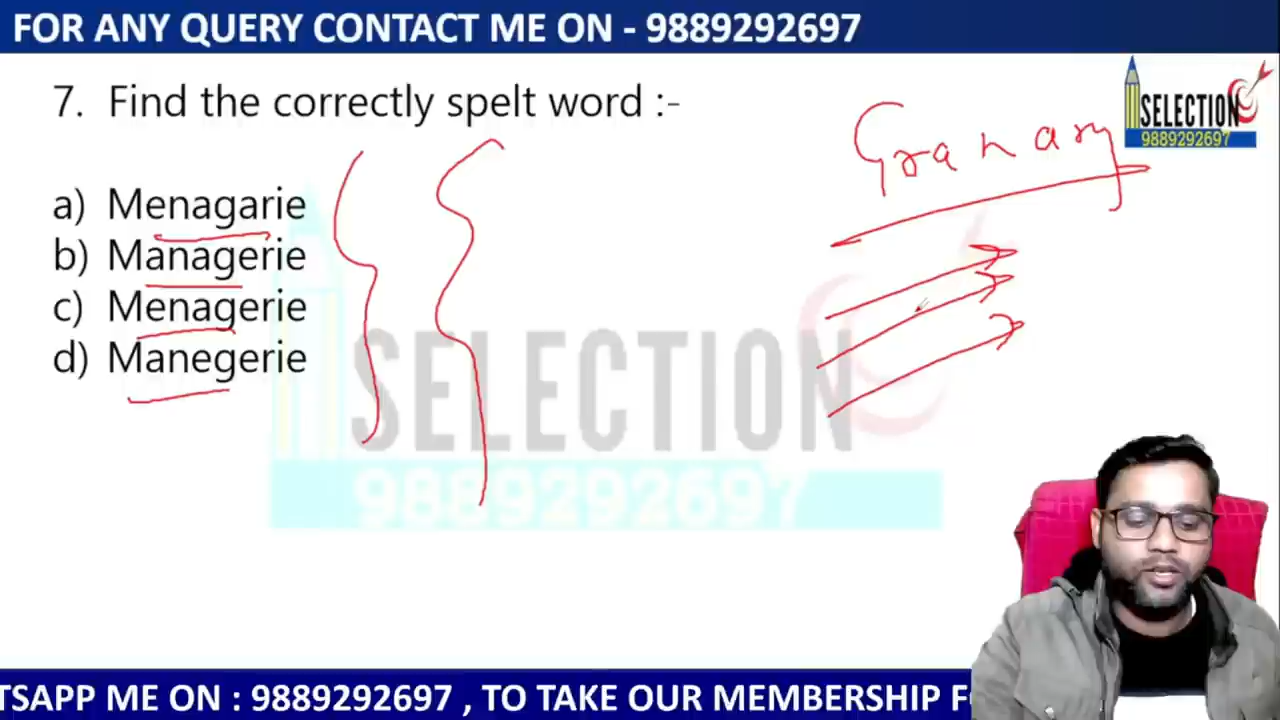 FOR ANY QUERY CONTACT ME ON - 9889292697
7. Find the correctly spelt word :-
Granary
SELECTION
9889292697
a) Menagarie
b) Managerie
c) Menagerie
d) Manegerie
SELECTION
9889292697
TSAPP ME ON : 9889292697 , TO TAKE OUR MEMBERSHIP F